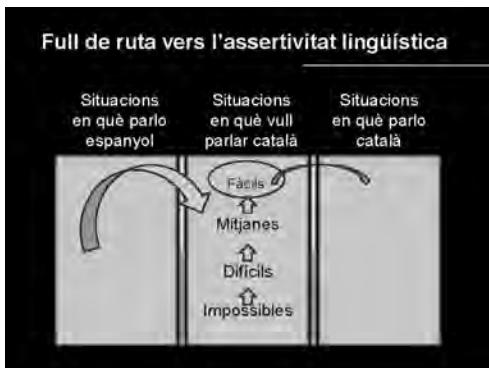 Full de ruta vers l'assertivitat lingüística
Situacions
en què parlo
espanyol
Situacions
en què vull
parlar català
Situacions
en què parlo
català
Fàcils
Mitjanes
Difícils
Impossibles